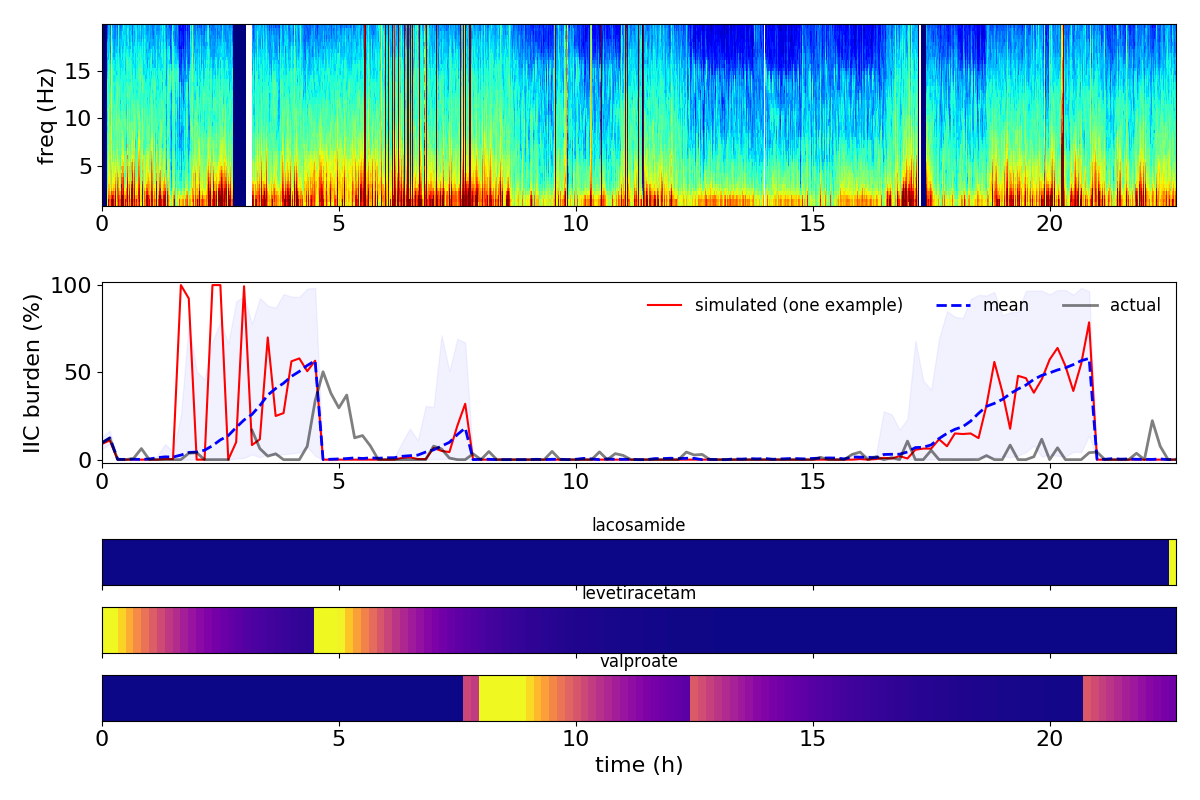 freq (Hz)
15
10
5
0 5 10 15 20
IIC burden (%)
100
50
0
simulated (one example) mean actual
0 5 10 15 20
lacosamide
levetiracetam
valproate
0 5 10 15 20
time (h)